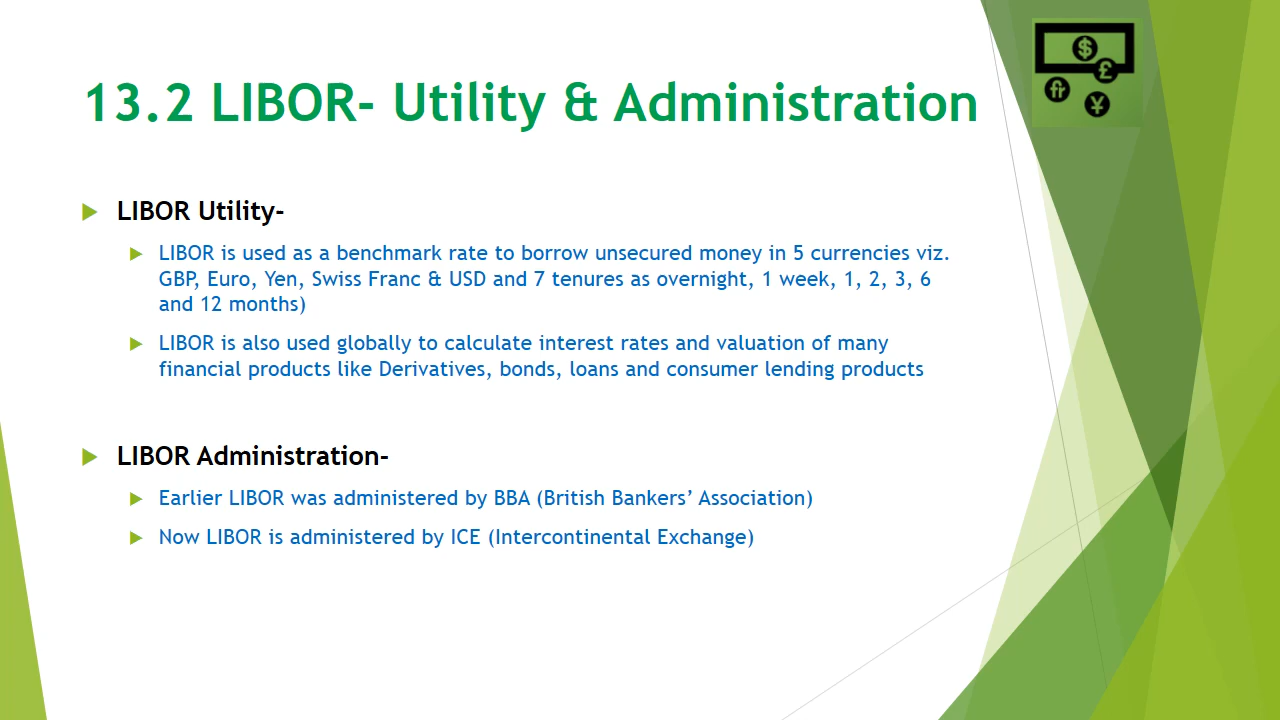 13.2 LIBOR- Utility & Administration
$
£
fr
¥
LIBOR Utility-
LIBOR is used as a benchmark rate to borrow unsecured money in 5 currencies viz.
GBP, Euro, Yen, Swiss Franc & USD and 7 tenures as overnight, 1 week, 1, 2, 3, 6
and 12 months)
LIBOR is also used globally to calculate interest rates and valuation of many
financial products like Derivatives, bonds, loans and consumer lending products
LIBOR Administration-
Earlier LIBOR was administered by BBA (British Bankers’ Association)
Now LIBOR is administered by ICE (Intercontinental Exchange)